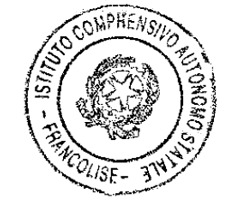 ISTITUTO COMPRENSIVO AUTONOMO STATALE
- FRANCOLISE -